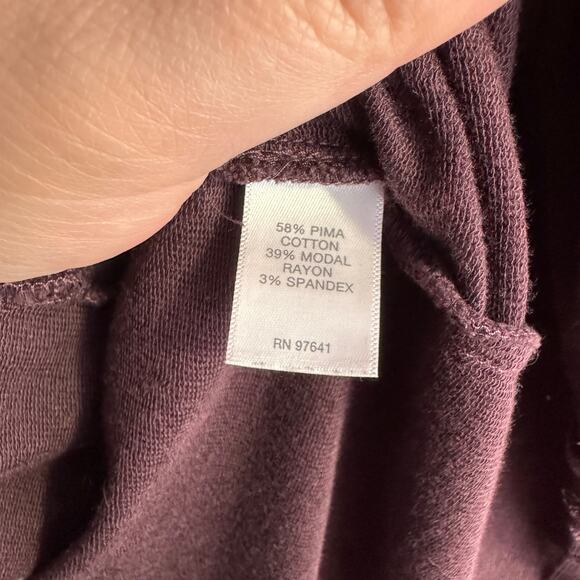 58% PIMA
COTTON
39% MODAL
RAYON
3% SPANDEX
RN 97641